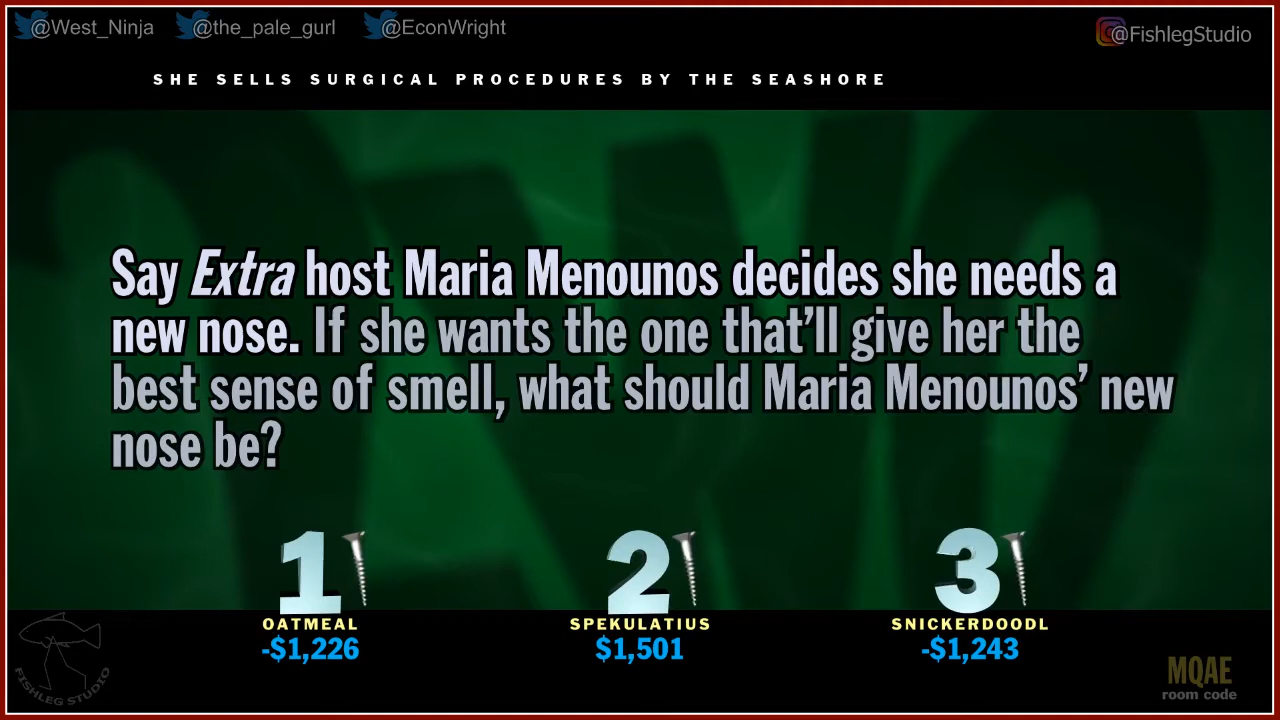 @West_Ninja @the_pale_gurl @EconWright @FishlegStudio
SHE SELLS SURGICAL PROCEDURES BY THE SEASHORE
Say Extra host Maria Menounos decides she needs a
new nose. If she wants the one that'll give her the
best sense of smell, what should Maria Menounos' new
nose be?
1 2 3
OATMEAL SPEKULATIUS SNICKERDOODL
-$1,226 $1,501 -$1,243
FISHLEG STUDIO
MQAE
room code